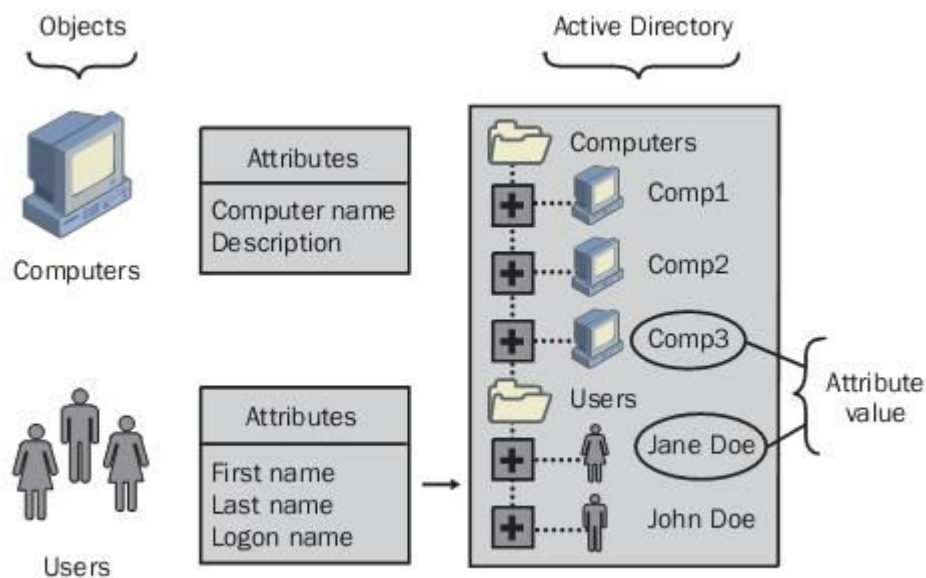 Objects
Active Directory
Computers
Attributes
Computer name
Description
Computers
Comp1
Comp2
Comp3
Users
Jane Doe
John Doe
Attribute
value
Attributes
First name
Last name
Logon name
Users